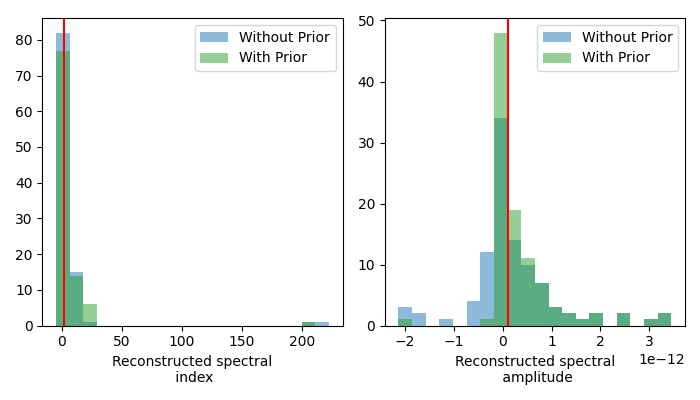 Without Prior
With Prior
80
70
60
50
40
30
20
10
0
0
50
100
150
200
Reconstructed spectral
index
Without Prior
With Prior
50
40
30
20
10
0
−2
−1
0
1
2
3
1e−12
Reconstructed spectral
amplitude